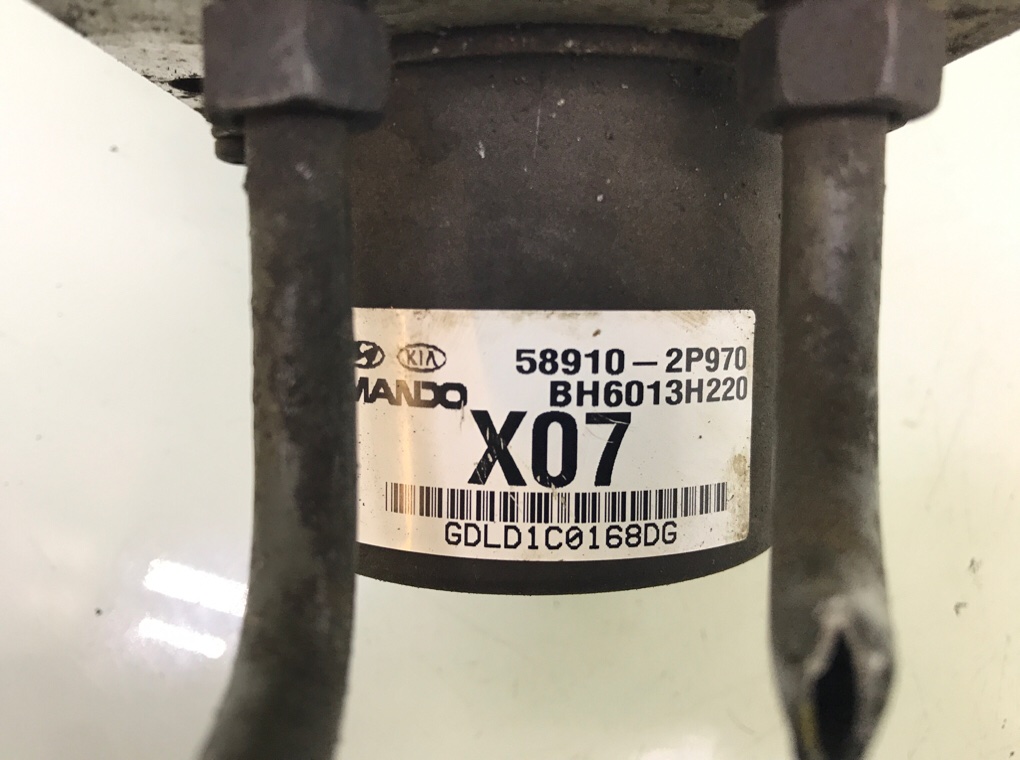 KIA 58910-2P970
MANDO BH6013H220
X07
GDLD1C0168DG